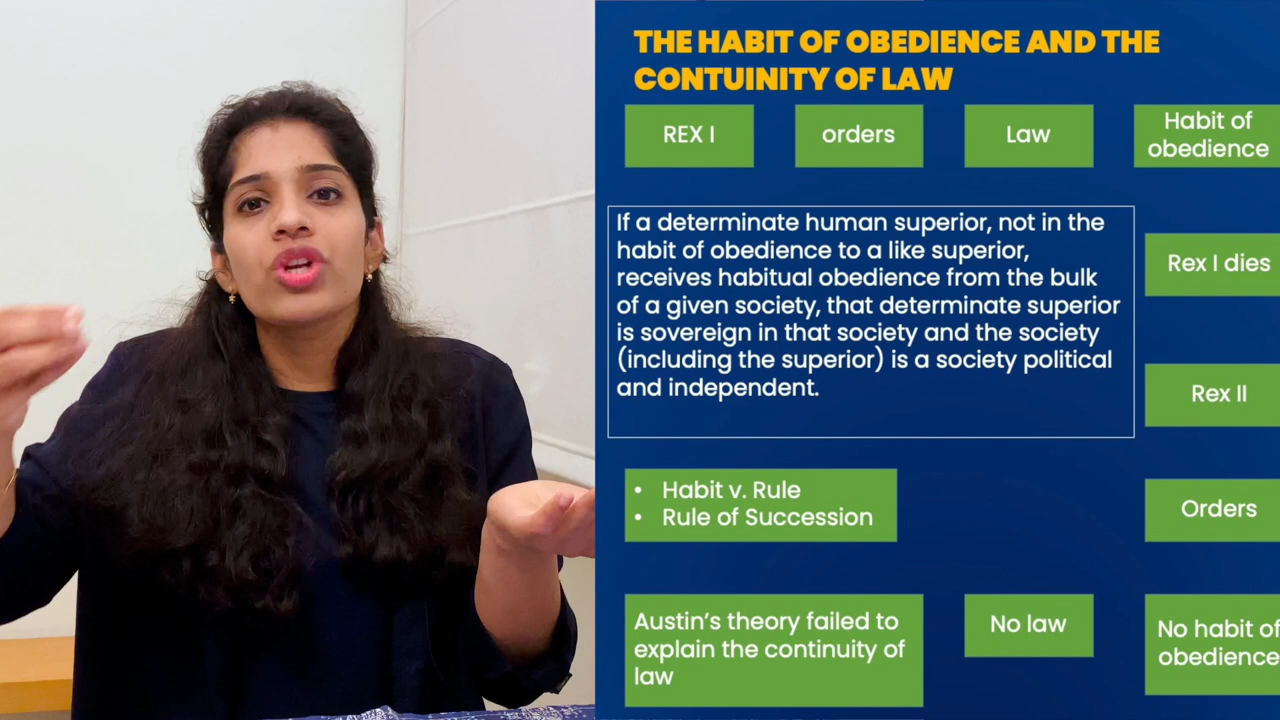 THE HABIT OF OBEDIENCE AND THE
CONTUINITY OF LAW
REX I
orders
Law
Habit of
obedience
If a determinate human superior, not in the
habit of obedience to a like superior,
receives habitual obedience from the bulk
of a given society, that determinate superior
is sovereign in that society and the society
(including the superior) is a society political
and independent.
Rex I dies
Rex II
• Habit v. Rule
• Rule of Succession
Orders
Austin's theory failed to
explain the continuity of
law
No law
No habit of
obedience